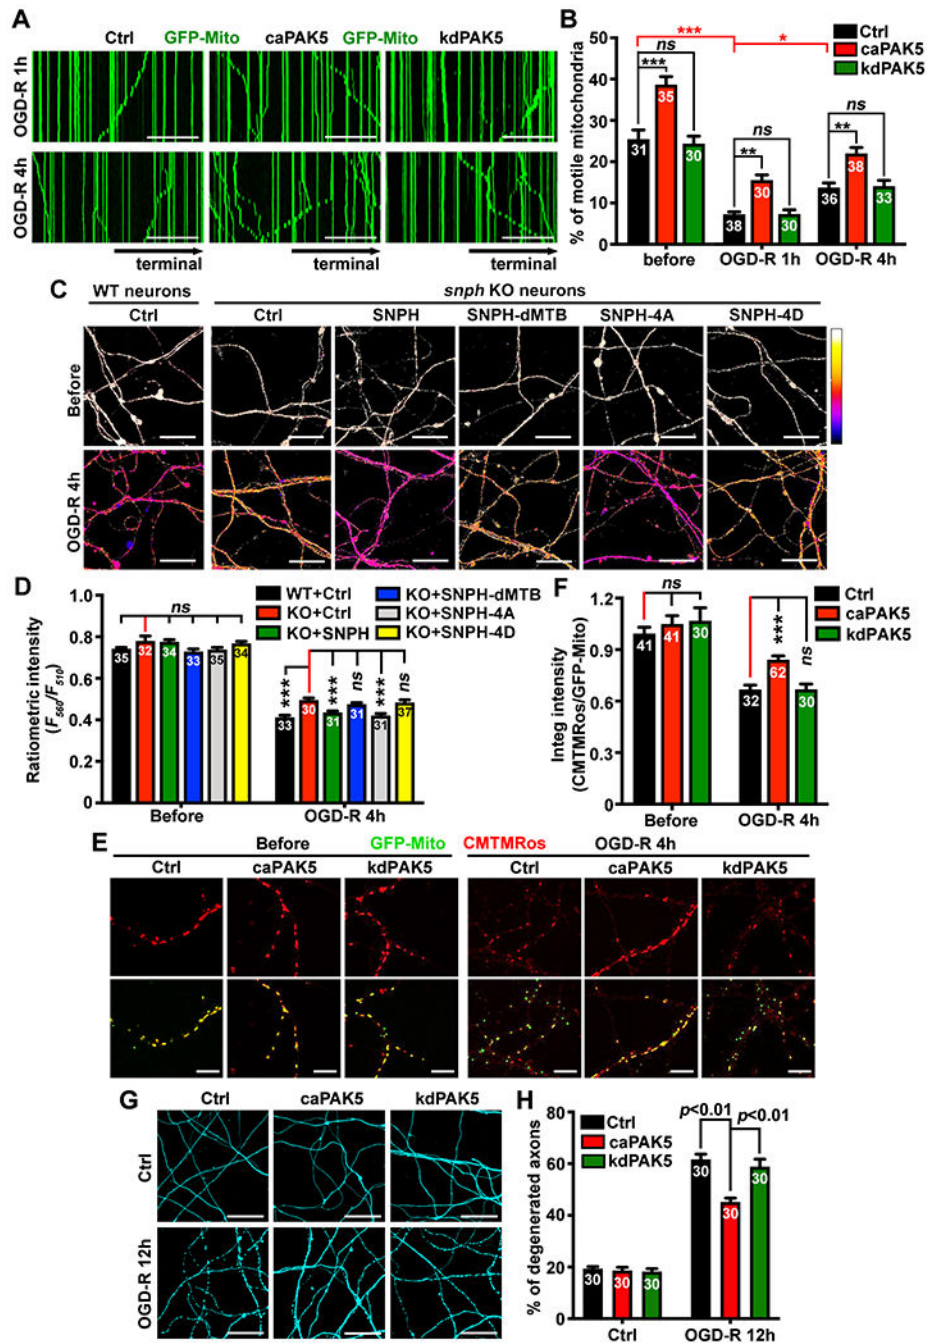 A
Ctrl GFP-Mito caPAK5 GFP-Mito kdPAK5
OGD-R 1h
OGD-R 4h
terminal terminal terminal
B
Ctrl
caPAK5
kdPAK5
% of motile mitochondria
50
40
30
20
10
0
*** *
ns
***
31 35 30
before
ns
**
38 30 30
OGD-R 1h
ns
**
36 38 33
OGD-R 4h
C
WT neurons snph KO neurons
Ctrl Ctrl SNPH SNPH-dMTB SNPH-4A SNPH-4D
Before
OGD-R 4h
D
Ratiometric intensity
(F560/F510)
1.0
0.8
0.6
0.4
0.2
0
WT+Ctrl KO+SNPH-dMTB
KO+Ctrl KO+SNPH-4A
KO+SNPH KO+SNPH-4D
ns
35 32 34 33 35 34
Before
*** *** ns *** ns
33 30 31 31 31 37
OGD-R 4h
F
Integ intensity
(CMTMRos/GFP-Mito)
1.2
0.9
0.6
0.3
0
Ctrl
caPAK5
kdPAK5
ns
41 40 30
Before
*** ns
32 62 30
OGD-R 4h
E
Before GFP-Mito CMTMRos OGD-R 4h
Ctrl caPAK5 kdPAK5 Ctrl caPAK5 kdPAK5
G
Ctrl caPAK5 kdPAK5
Ctrl
OGD-R 12h
H
% of degenerated axons
80
60
40
20
0
Ctrl
caPAK5
kdPAK5
p<0.01 p<0.01
30 30 30
Ctrl
30 30 30
OGD-R 12h